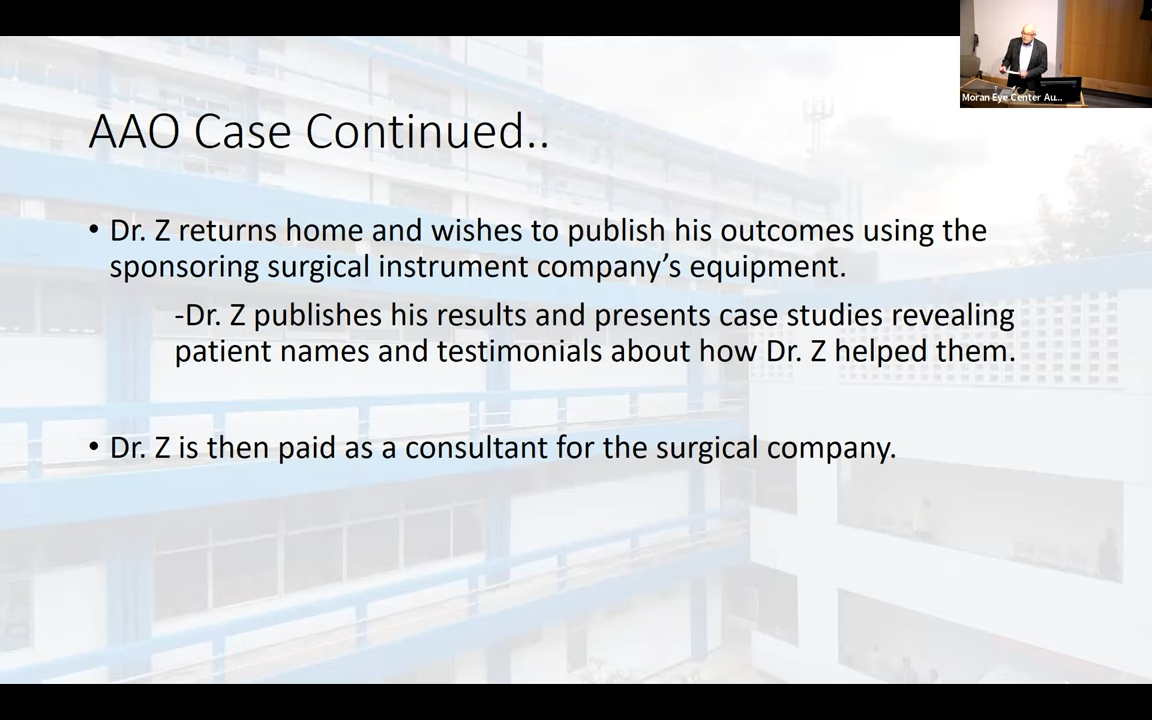 Moran Eye Center Au...
AAO Case Continued..
• Dr. Z returns home and wishes to publish his outcomes using the
sponsoring surgical instrument company’s equipment.
-Dr. Z publishes his results and presents case studies revealing
patient names and testimonials about how Dr. Z helped them.
• Dr. Z is then paid as a consultant for the surgical company.